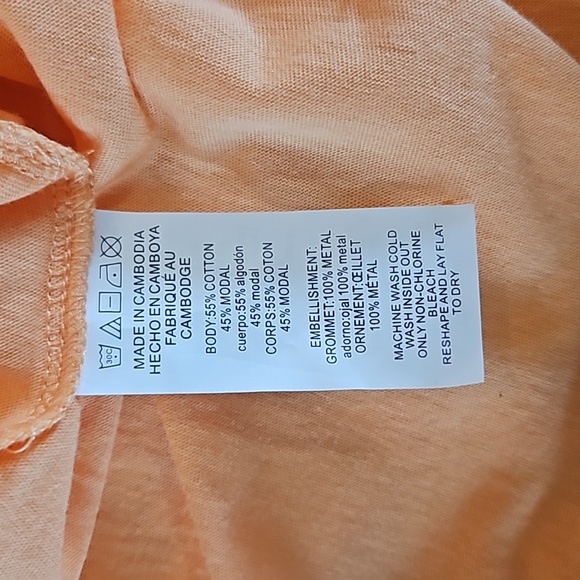 30C
MADE IN CAMBODIA
HECHO EN CAMBOYA
FABRIQUÉ AU
CAMBODGE
BODY:55% COTTON
45% MODAL
cuerpo:55% algodón
45% modal
CORPS:55% COTON
45% MODAL
EMBELLISHMENT:
GROMMET:100% METAL
adorno:ojal 100% metal
ORNEMENT:ŒILLET
100% MÉTAL
MACHINE WASH COLD
WASH INSIDE OUT
ONLY NON-CHLORINE
BLEACH
RESHAPE AND LAY FLAT
TO DRY